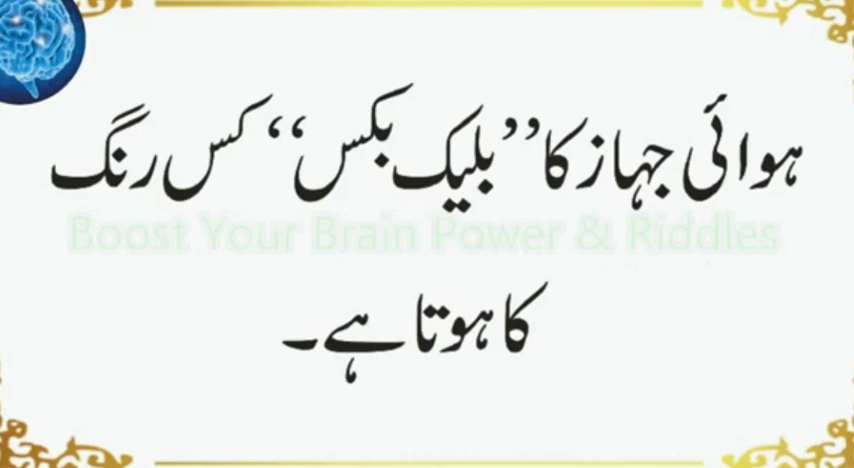 ہوائی جہاز کا ’’بلیک بکس‘‘ کس رنگ
Boost Your Brain Power & Riddles
کا ہوتا ہے۔